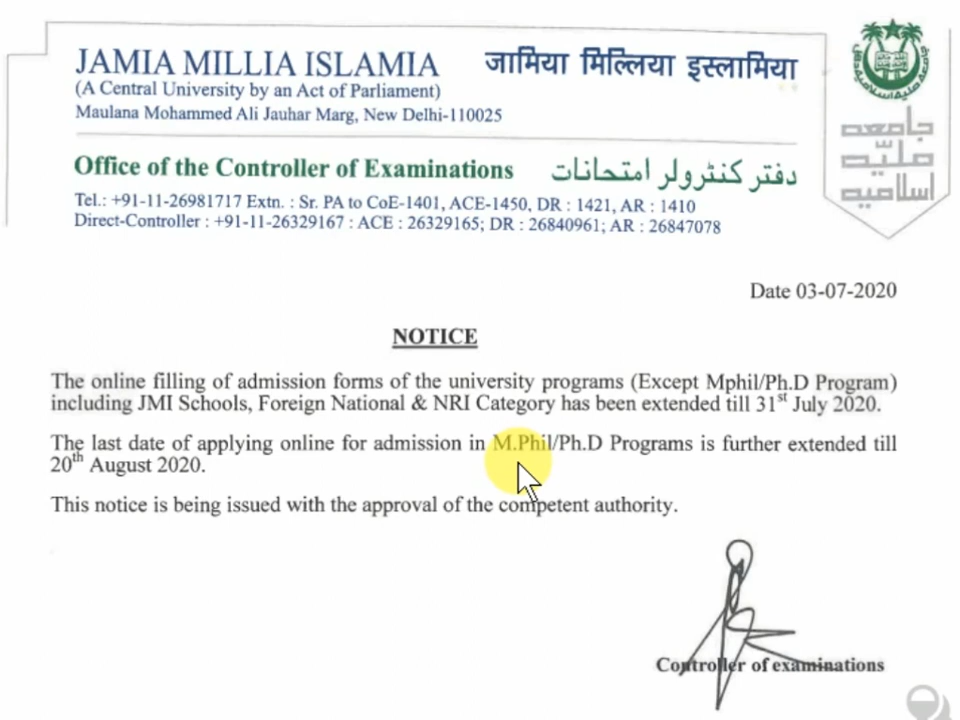 JAMIA MILLIA ISLAMIA जामिया मिल्लिया इस्लामिया
(A Central University by an Act of Parliament)
Maulana Mohammed Ali Jauhar Marg, New Delhi-110025
جامعه
مليه
اسلاميه
Office of the Controller of Examinations دفتر کنٹرولر امتحانات
Tel.: +91-11-26981717 Extn. : Sr. PA to CoE-1401, ACE-1450, DR : 1421, AR : 1410
Direct-Controller : +91-11-26329167 : ACE : 26329165; DR : 26840961; AR : 26847078
Date 03-07-2020
NOTICE
The online filling of admission forms of the university programs (Except Mphil/Ph.D Program)
including JMI Schools, Foreign National & NRI Category has been extended till 31st July 2020.
The last date of applying online for admission in M.Phil/Ph.D Programs is further extended till
20th August 2020.
This notice is being issued with the approval of the competent authority.
Controller of examinations